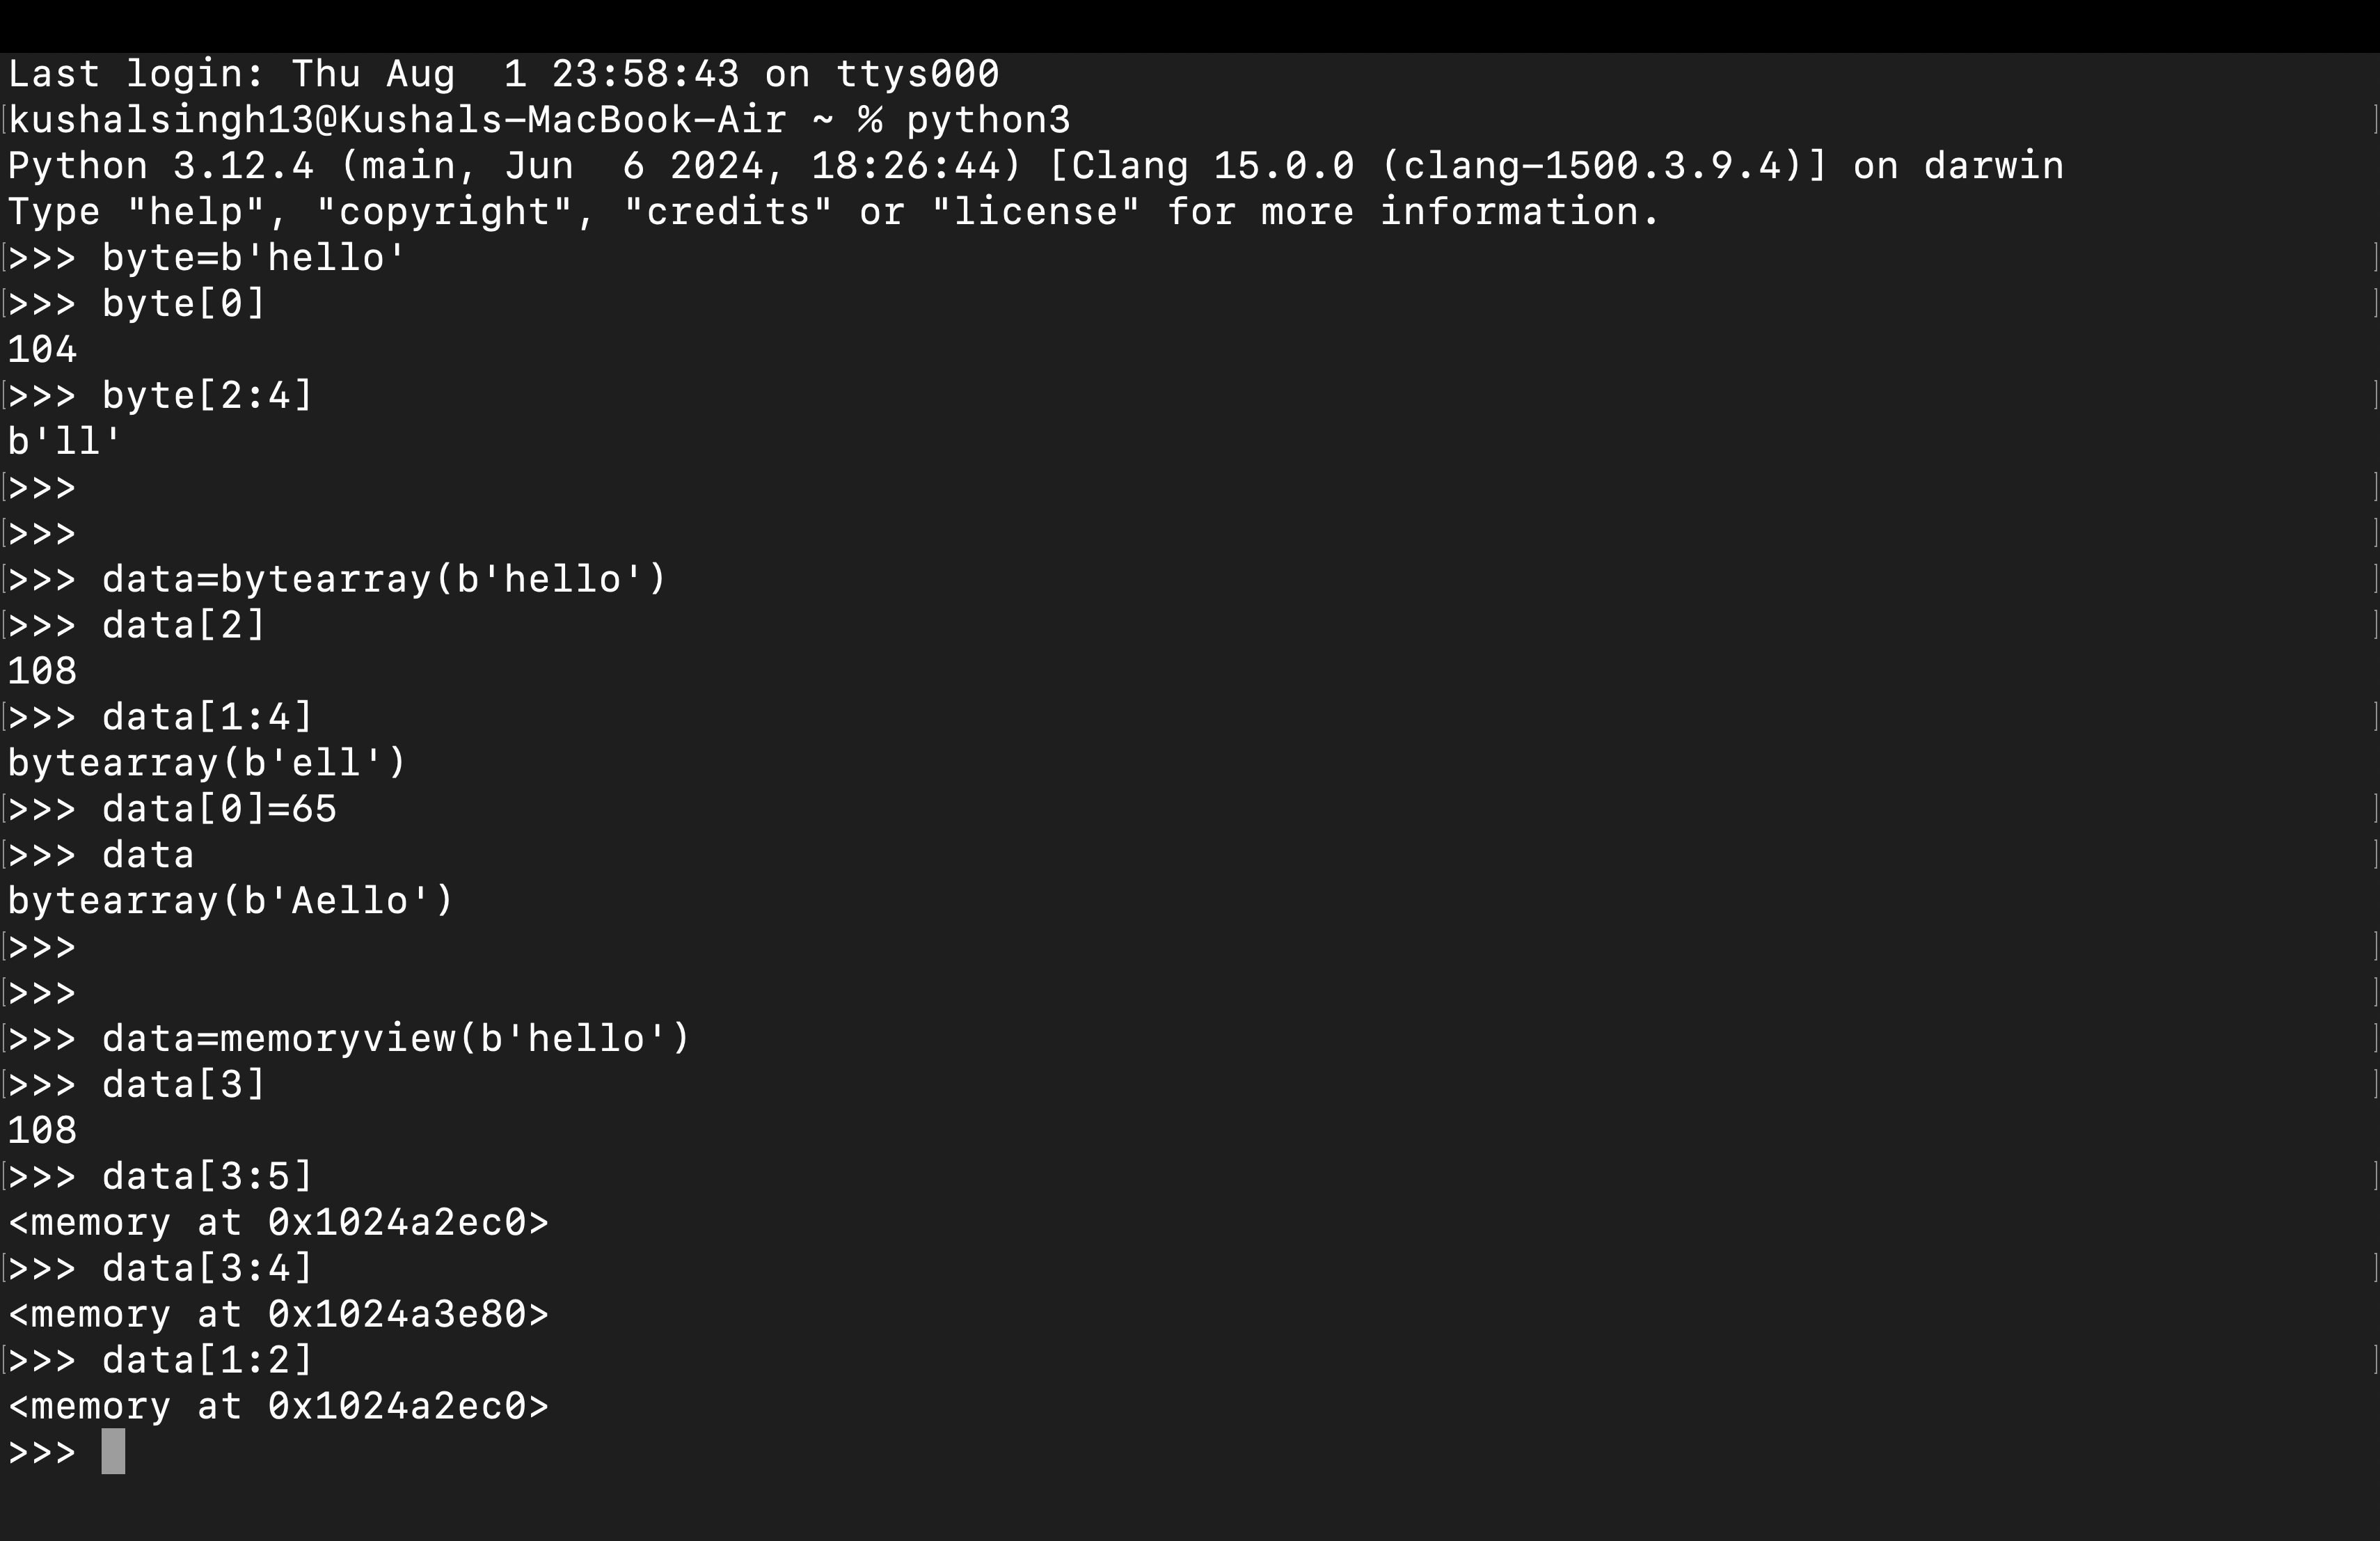 Last login: Thu Aug  1 23:58:43 on ttys000
kushalsingh13@Kushals-MacBook-Air ~ % python3
Python 3.12.4 (main, Jun  6 2024, 18:26:44) [Clang 15.0.0 (clang-1500.3.9.4)] on darwin
Type "help", "copyright", "credits" or "license" for more information.
>>> byte=b'hello'
>>> byte[0]
104
>>> byte[2:4]
b'll'
>>>
>>>
>>> data=bytearray(b'hello')
>>> data[2]
108
>>> data[1:4]
bytearray(b'ell')
>>> data[0]=65
>>> data
bytearray(b'Aello')
>>>
>>>
>>> data=memoryview(b'hello')
>>> data[3]
108
>>> data[3:5]
<memory at 0x1024a2ec0>
>>> data[3:4]
<memory at 0x1024a3e80>
>>> data[1:2]
<memory at 0x1024a2ec0>
>>>